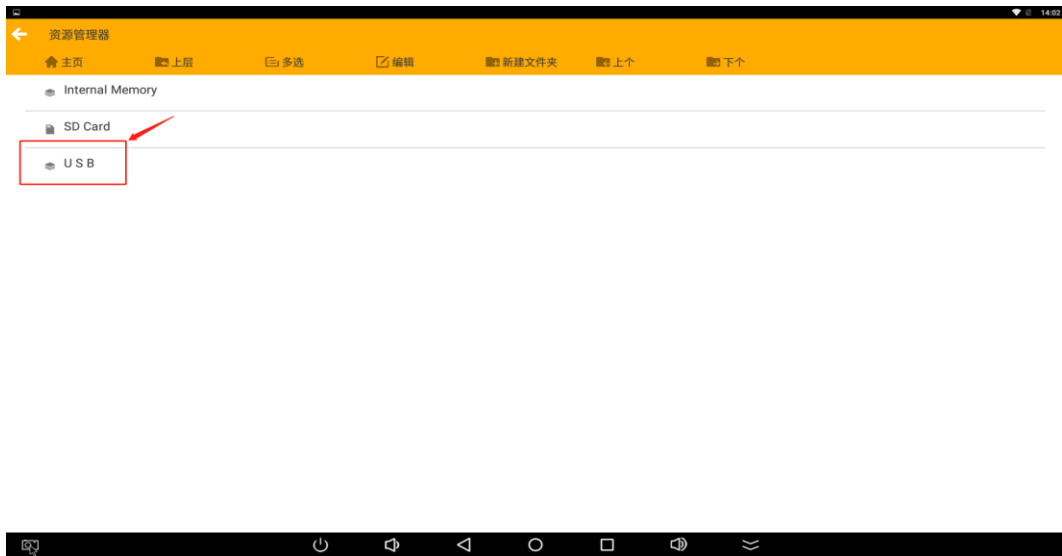 14:02
资源管理器
主页 上层 多选 编辑 新建文件夹 上个 下个
Internal Memory
SD Card
U S B